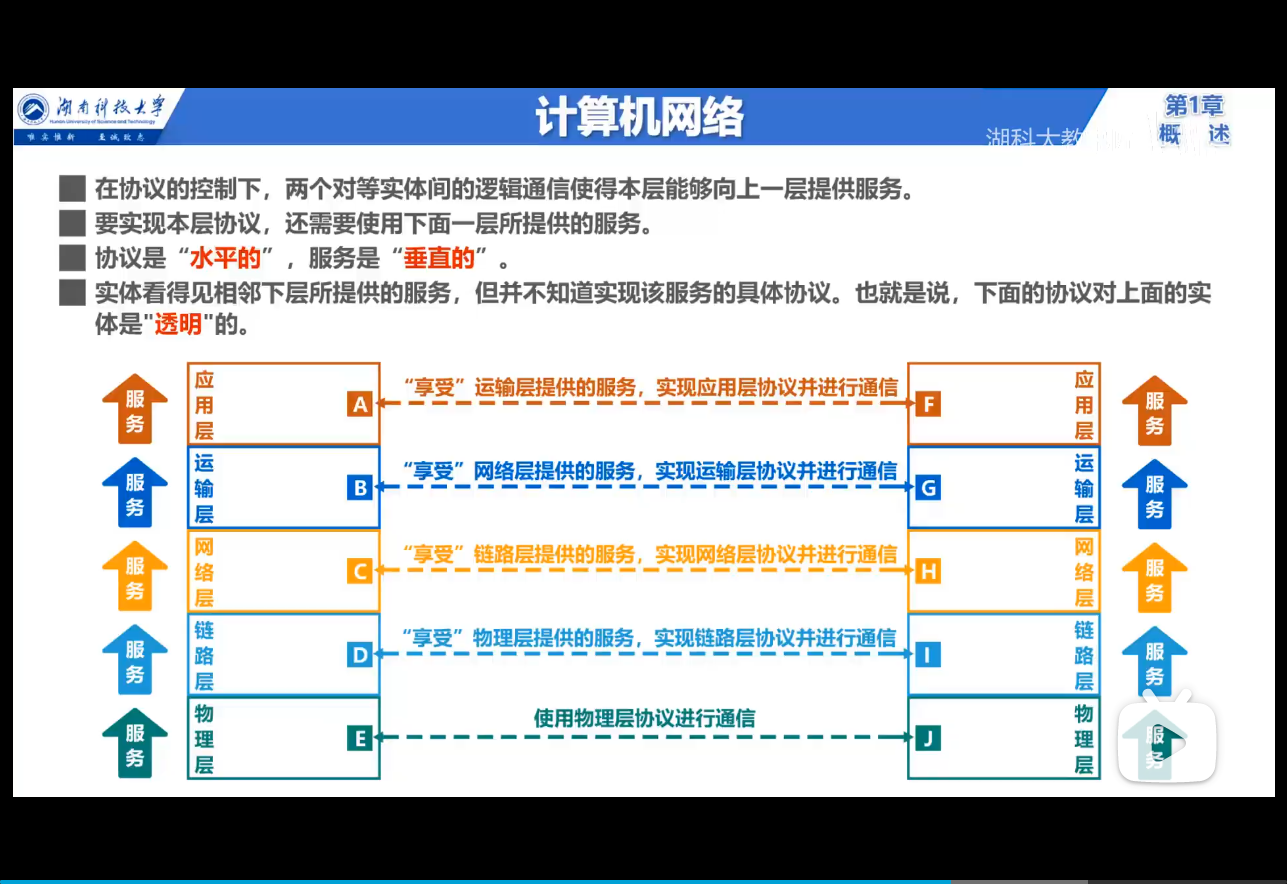 湖南科技大学
Hunan University of Science and Technology
唯实惟新 至诚致志
计算机网络
第1章
概 述
湖科大教
在协议的控制下，两个对等实体间的逻辑通信使得本层能够向上一层提供服务。
要实现本层协议，还需要使用下面一层所提供的服务。
协议是“水平的”，服务是“垂直的”。
实体看得见相邻下层所提供的服务，但并不知道实现该服务的具体协议。也就是说，下面的协议对上面的实
体是"透明"的。
服务 应用层 A “享受”运输层提供的服务，实现应用层协议并进行通信 F 应用层 服务
服务 运输层 B “享受”网络层提供的服务，实现运输层协议并进行通信 G 运输层 服务
服务 网络层 C “享受”链路层提供的服务，实现网络层协议并进行通信 H 网络层 服务
服务 链路层 D “享受”物理层提供的服务，实现链路层协议并进行通信 I 链路层 服务
服务 物理层 E 使用物理层协议进行通信 J 物理层 服务